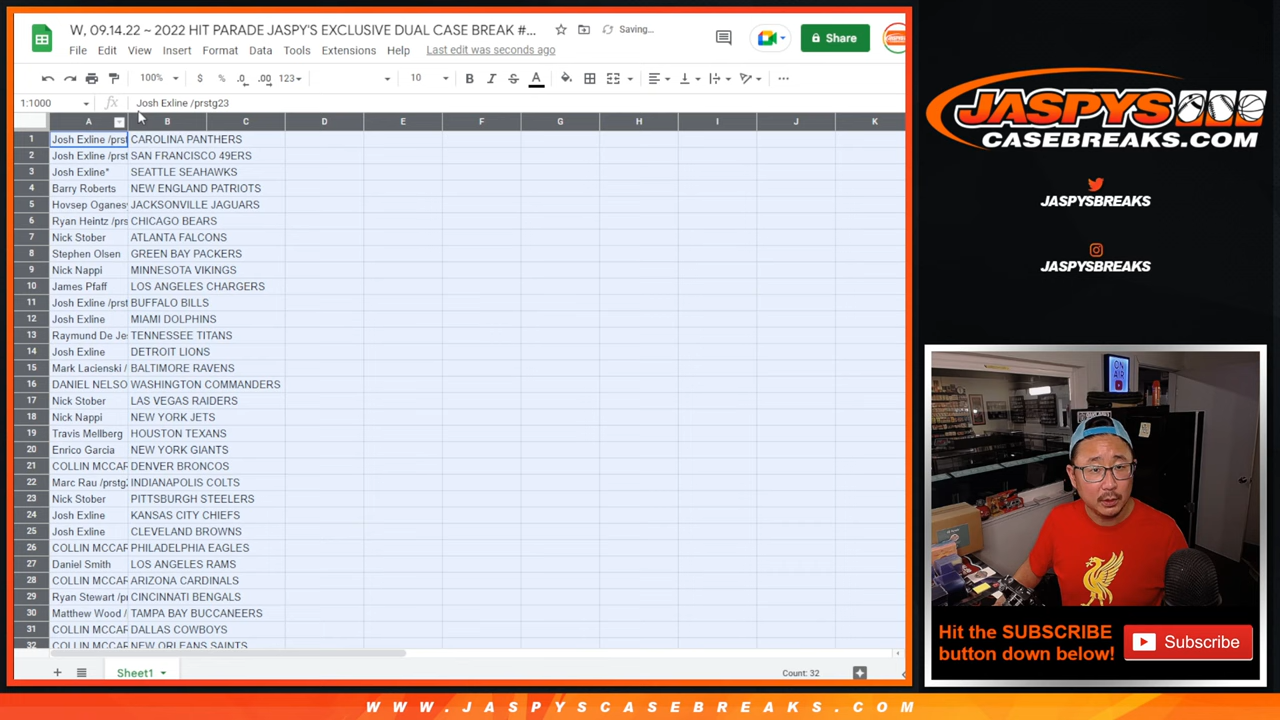 W, 09.14.22 ~ 2022 HIT PARADE JASPY'S EXCLUSIVE DUAL CASE BREAK #...
Saving...
Share
File Edit View Insert Format Data Tools Extensions Help Last edit was seconds ago
100% $ % .0 .00 123 10 B I S A
1:1000 fx Josh Exline /prstg23
A B C D E F G H I J K
1 Josh Exline /prst CAROLINA PANTHERS
2 Josh Exline /prst SAN FRANCISCO 49ERS
3 Josh Exline* SEATTLE SEAHAWKS
4 Barry Roberts NEW ENGLAND PATRIOTS
5 Hovsep Oganes JACKSONVILLE JAGUARS
6 Ryan Heintz /prs CHICAGO BEARS
7 Nick Stober ATLANTA FALCONS
8 Stephen Olsen GREEN BAY PACKERS
9 Nick Nappi MINNESOTA VIKINGS
10 James Pfaff LOS ANGELES CHARGERS
11 Josh Exline /prst BUFFALO BILLS
12 Josh Exline MIAMI DOLPHINS
13 Raymund De Je TENNESSEE TITANS
14 Josh Exline DETROIT LIONS
15 Mark Lacienski / BALTIMORE RAVENS
16 DANIEL NELSO WASHINGTON COMMANDERS
17 Nick Stober LAS VEGAS RAIDERS
18 Nick Nappi NEW YORK JETS
19 Travis Mellberg HOUSTON TEXANS
20 Enrico Garcia NEW YORK GIANTS
21 COLLIN MCCAF DENVER BRONCOS
22 Marc Rau /prstg INDIANAPOLIS COLTS
23 Nick Stober PITTSBURGH STEELERS
24 Josh Exline KANSAS CITY CHIEFS
25 Josh Exline CLEVELAND BROWNS
26 COLLIN MCCAF PHILADELPHIA EAGLES
27 Daniel Smith LOS ANGELES RAMS
28 COLLIN MCCAF ARIZONA CARDINALS
29 Ryan Stewart /pr CINCINNATI BENGALS
30 Matthew Wood / TAMPA BAY BUCCANEERS
31 COLLIN MCCAF DALLAS COWBOYS
32 COLLIN MCCAF NEW ORLEANS SAINTS
Sheet1 Count: 32
JASPYS
CASEBREAKS.COM
JASPYSBREAKS
JASPYSBREAKS
ON
AIR
Hit the SUBSCRIBE
button down below!
Subscribe
WWW.JASPYSCASEBREAKS.COM